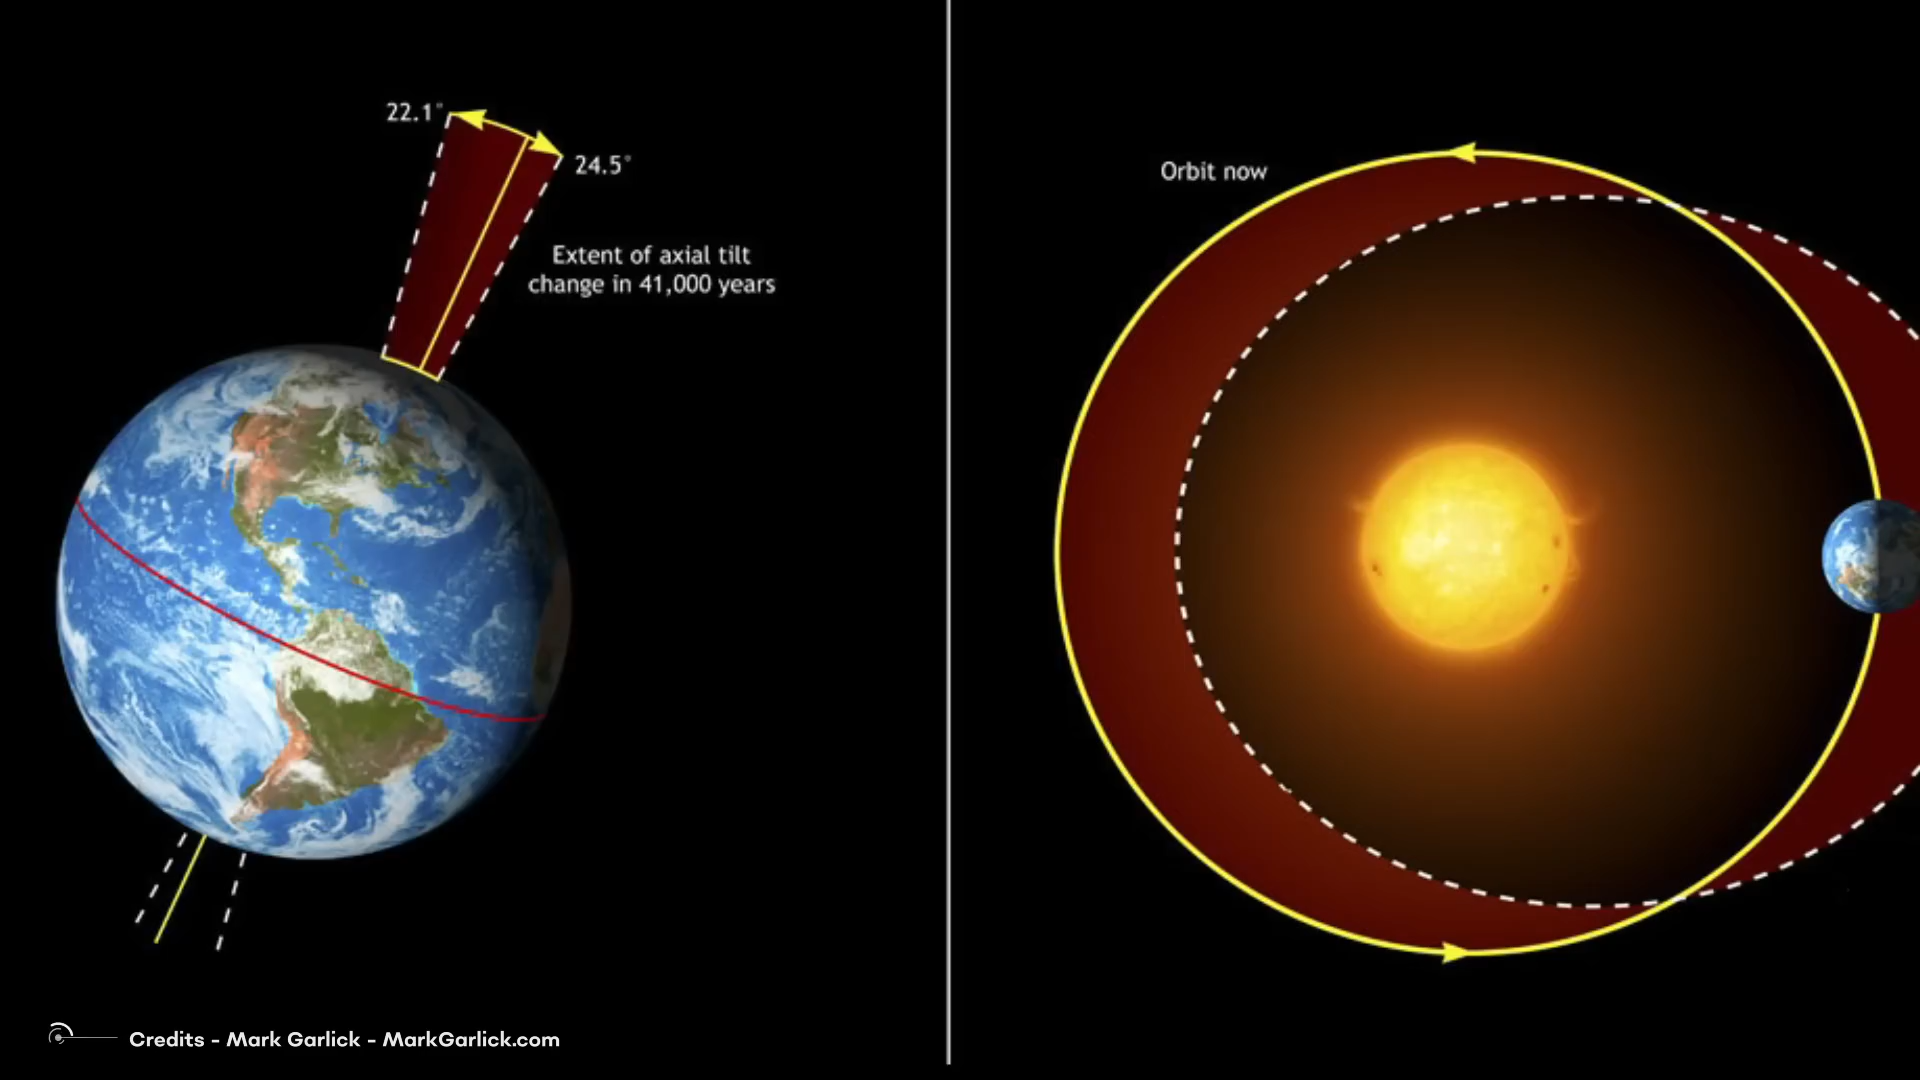 22.1°
24.5°
Extent of axial tilt
change in 41,000 years
Orbit now
Credits - Mark Garlick - MarkGarlick.com